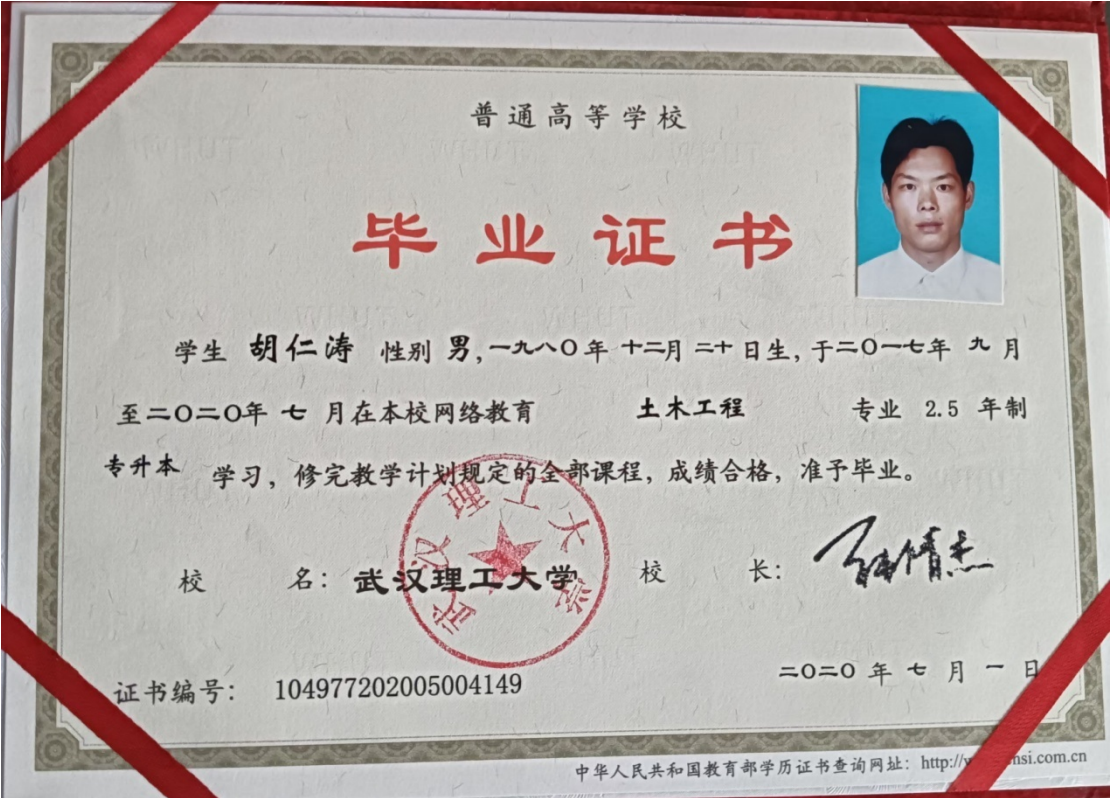 普通高等学校
毕业证书
学生 胡仁涛 性别 男，一九八〇年 十二月 二十日生，于二〇一七年 九 月
至二〇二〇年 七 月在本校网络教育 土木工程 专业 2.5 年制
专升本 学习，修完教学计划规定的全部课程，成绩合格，准予毕业。
武汉理工大学
校 名：武汉理工大学 校 长：
二〇二〇 年 七 月 一 日
证书编号： 104977202005004149
中华人民共和国教育部学历证书查询网址：http://